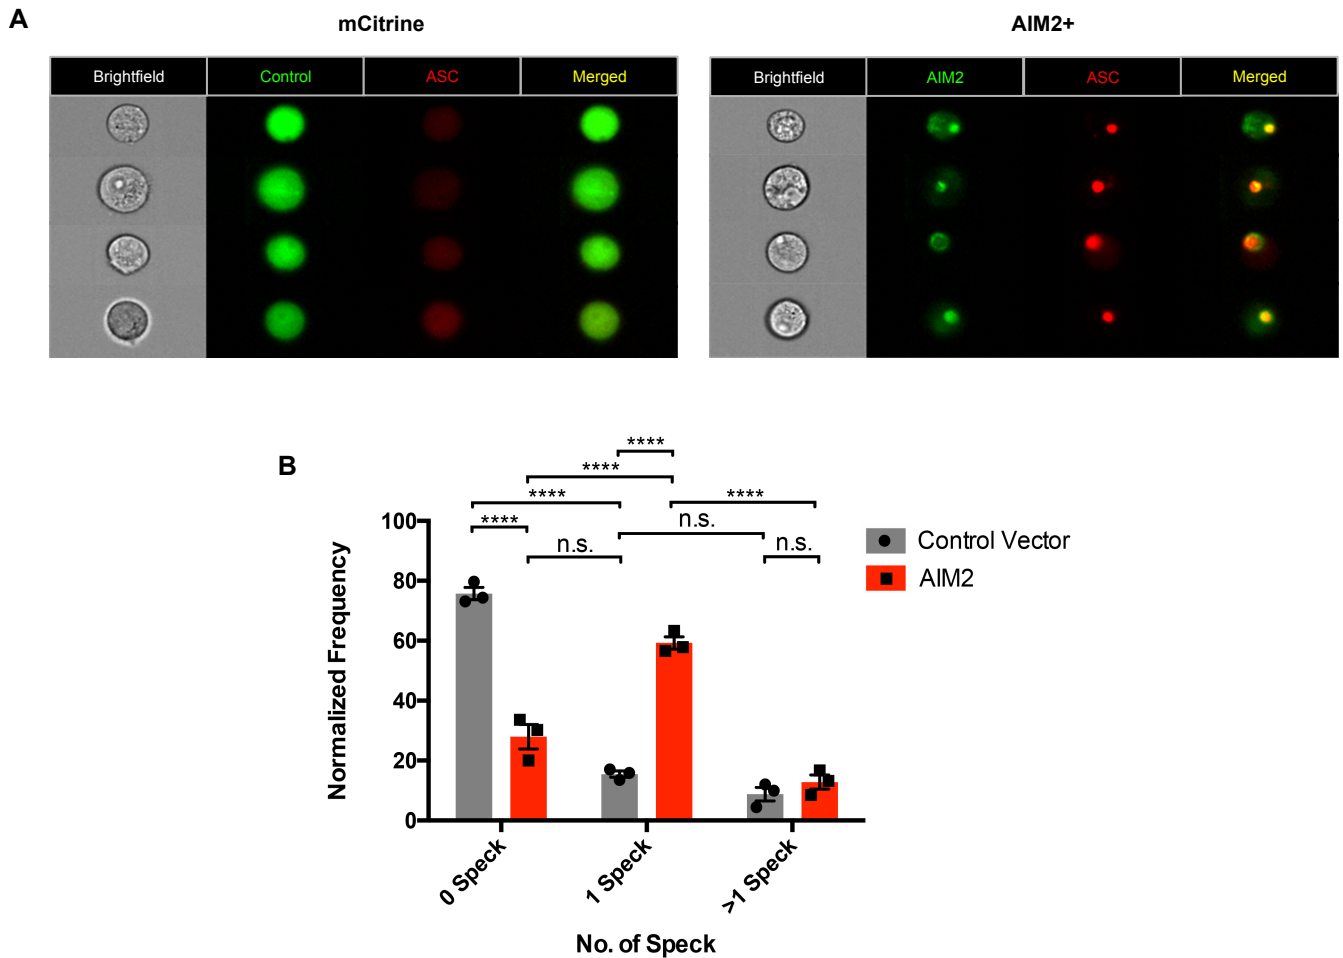 A
mCitrine
AIM2+
Brightfield
Control
ASC
Merged
Brightfield
AIM2
ASC
Merged
B
****
****
****
****
****
n.s.
n.s.
n.s.
Control Vector
AIM2
Normalized Frequency
100
80
60
40
20
0
0 Speck
1 Speck
>1 Speck
No. of Speck